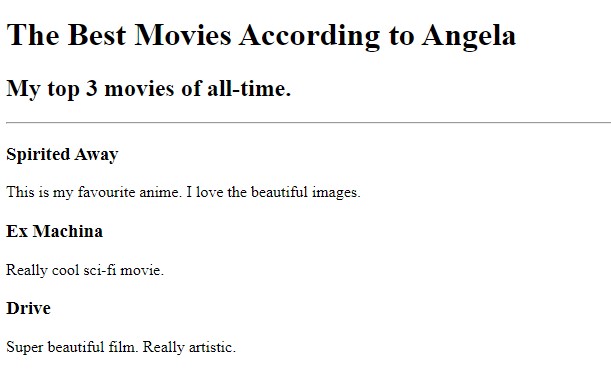 The Best Movies According to Angela
My top 3 movies of all-time.
Spirited Away
This is my favourite anime. I love the beautiful images.
Ex Machina
Really cool sci-fi movie.
Drive
Super beautiful film. Really artistic.